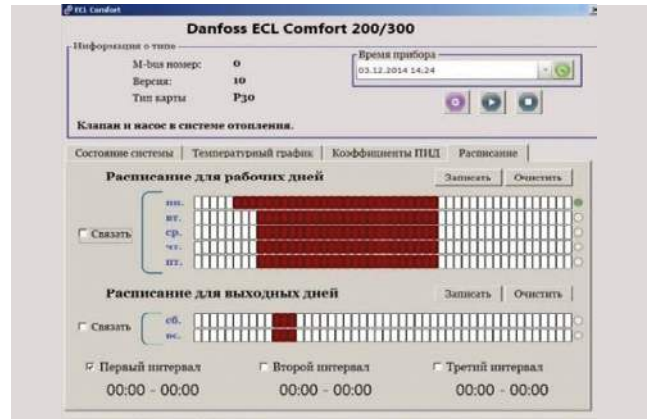 ECL Comfort
Danfoss ECL Comfort 200/300
Информация о типе
M-bus номер: 0
Версия: 10
Тип карты P30
Время прибора
03.12.2014 14:24
Клапан и насос в системе отопления.
Состояние системы | Температурный график | Коэффициенты ПИД | Расписание
Расписание для рабочих дней Записать Очистить
пн.
вт.
Связать ср.
чт.
пт.
Расписание для выходных дней Записать Очистить
Связать сб.
вс.
Первый интервал Второй интервал Третий интервал
00:00 - 00:00 00:00 - 00:00 00:00 - 00:00